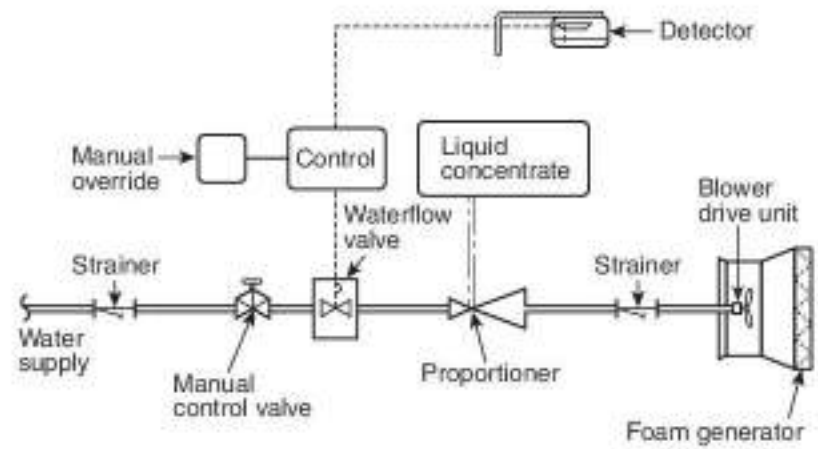 Detector
Manual
override
Control
Liquid
concentrate
Waterflow
valve
Blower
drive unit
Strainer
Strainer
Water
supply
Manual
control valve
Proportioner
Foam generator